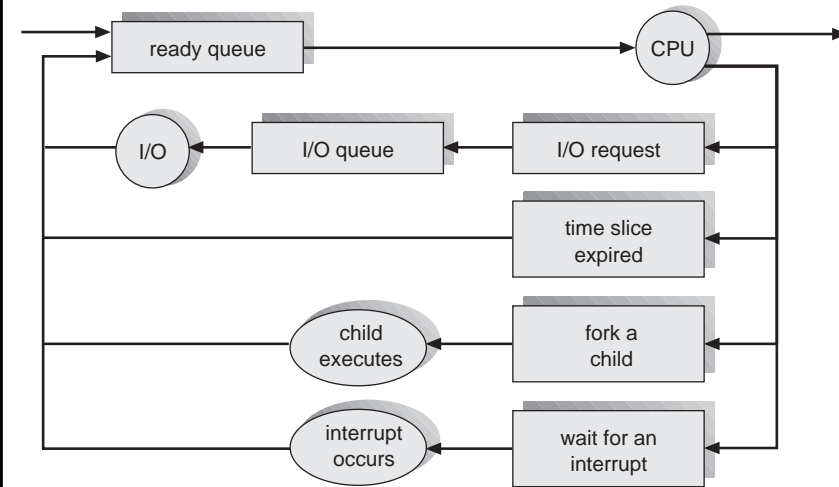 ready queue
CPU
I/O
I/O queue
I/O request
time slice
expired
child
executes
fork a
child
interrupt
occurs
wait for an
interrupt